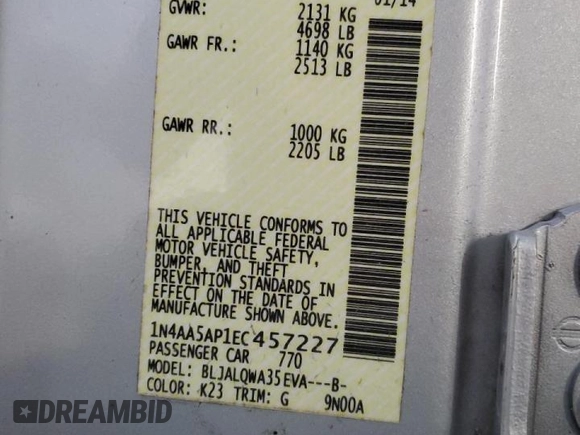 01/14
GVWR: 2131 KG
4698 LB
GAWR FR.: 1140 KG
2513 LB
GAWR RR.: 1000 KG
2205 LB
THIS VEHICLE CONFORMS TO
ALL APPLICABLE FEDERAL
MOTOR VEHICLE SAFETY,
BUMPER, AND THEFT
PREVENTION STANDARDS IN
EFFECT ON THE DATE OF
MANUFACTURE SHOWN ABOVE.
1N4AA5AP1EC457227
PASSENGER CAR 770
MODEL: BLJALQWA35EVA---B-
COLOR: K23 TRIM: G 9N00A
DREAMBID